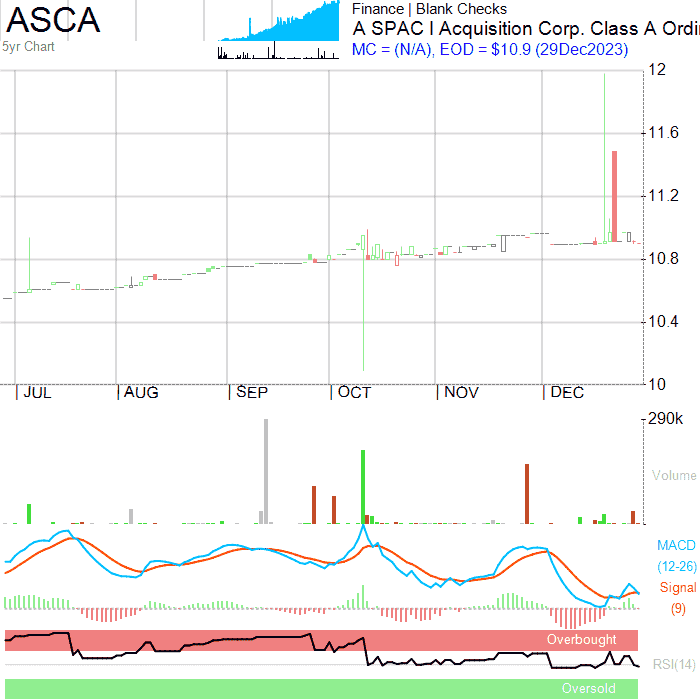 ASCA
5yr Chart
Finance | Blank Checks
A SPAC I Acquisition Corp. Class A Ordi
MC = (N/A), EOD = $10.9 (29Dec2023)
12
11.6
11.2
10.8
10.4
10
JUL AUG SEP OCT NOV DEC
290k
Volume
MACD
(12-26)
Signal
(9)
Overbought
RSI(14)
Oversold